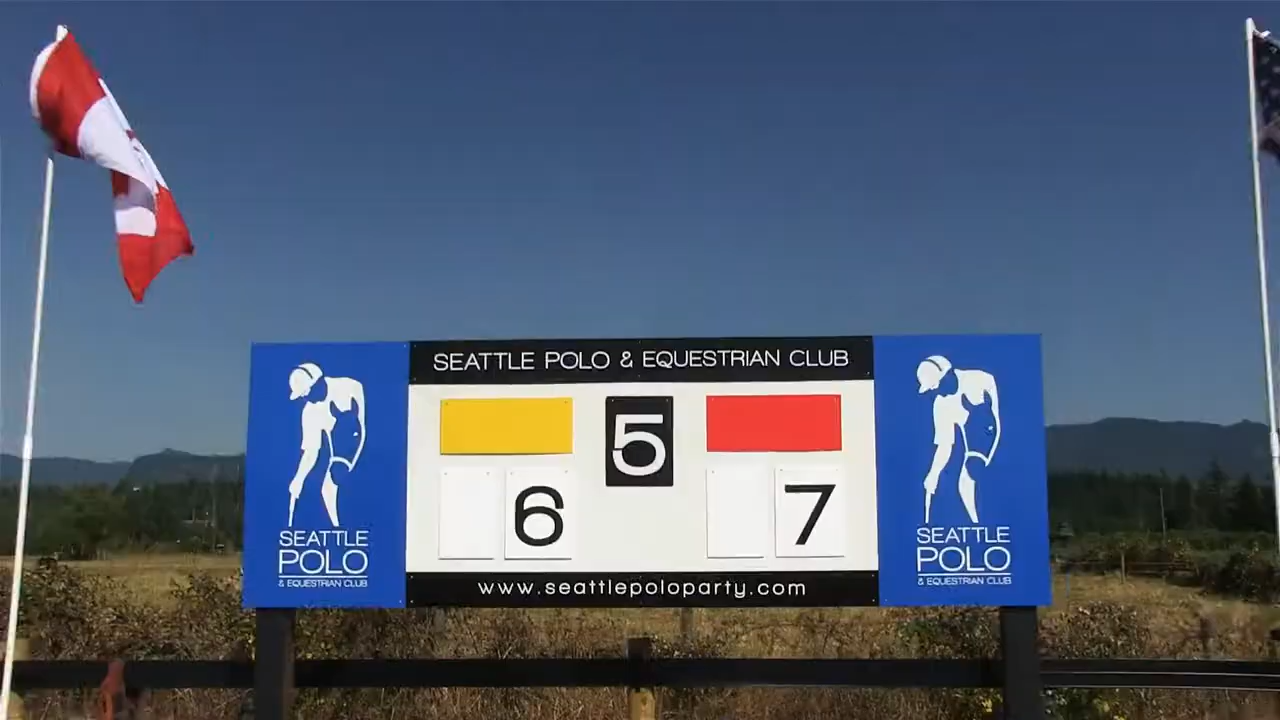 SEATTLE POLO & EQUESTRIAN CLUB
5
6
7
SEATTLE
POLO
& EQUESTRIAN CLUB
www.seattlepoloparty.com
SEATTLE
POLO
& EQUESTRIAN CLUB